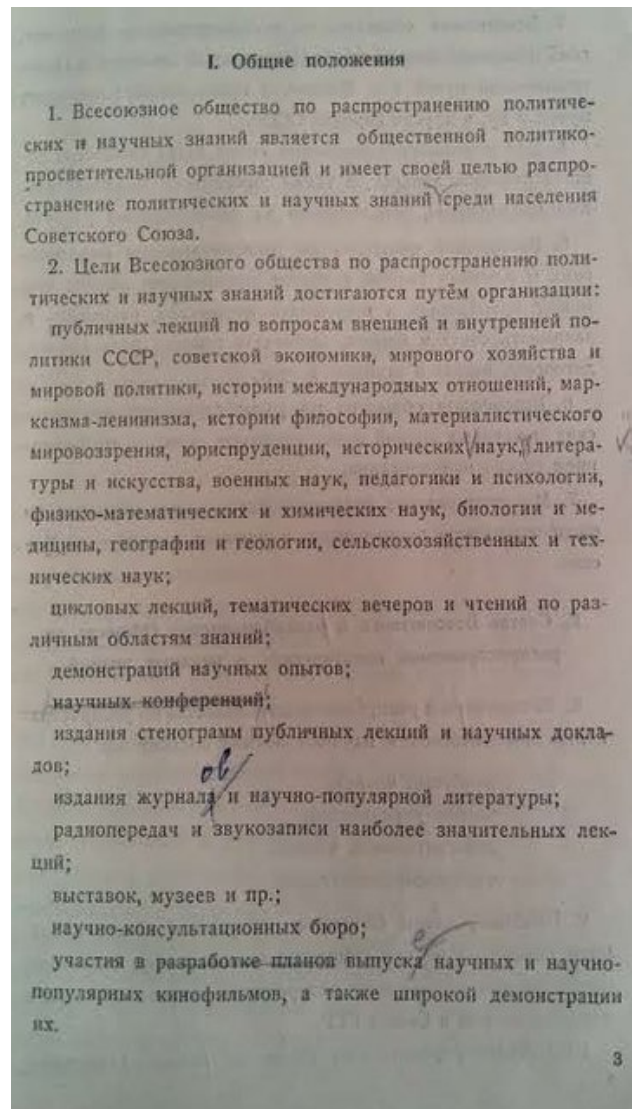 I. Общие положения
1. Всесоюзное общество по распространению политиче-
ских и научных знаний является общественной политико-
просветительной организацией и имеет своей целью распро-
странение политических и научных знаний среди населения
Советского Союза.
2. Цели Всесоюзного общества по распространению поли-
тических и научных знаний достигаются путём организации:
публичных лекций по вопросам внешней и внутренней по-
литики СССР, советской экономики, мирового хозяйства и
мировой политики, истории международных отношений, мар-
ксизма-ленинизма, истории философии, материалистического
мировоззрения, юриспруденции, исторических наук, литера-
туры и искусства, военных наук, педагогики и психологии,
физико-математических и химических наук, биологии и ме-
дицины, географии и геологии, сельскохозяйственных и тех-
нических наук;
цикловых лекций, тематических вечеров и чтений по раз-
личным областям знаний;
демонстраций научных опытов;
научных конференций;
издания стенограмм публичных лекций и научных докла-
дов;
ов
издания журнала и научно-популярной литературы;
радиопередач и звукозаписи наиболее значительных лек-
ций;
выставок, музеев и пр.;
научно-консультационных бюро;
е
участия в разработке планов выпуска научных и научно-
популярных кинофильмов, а также широкой демонстрации
их.
3